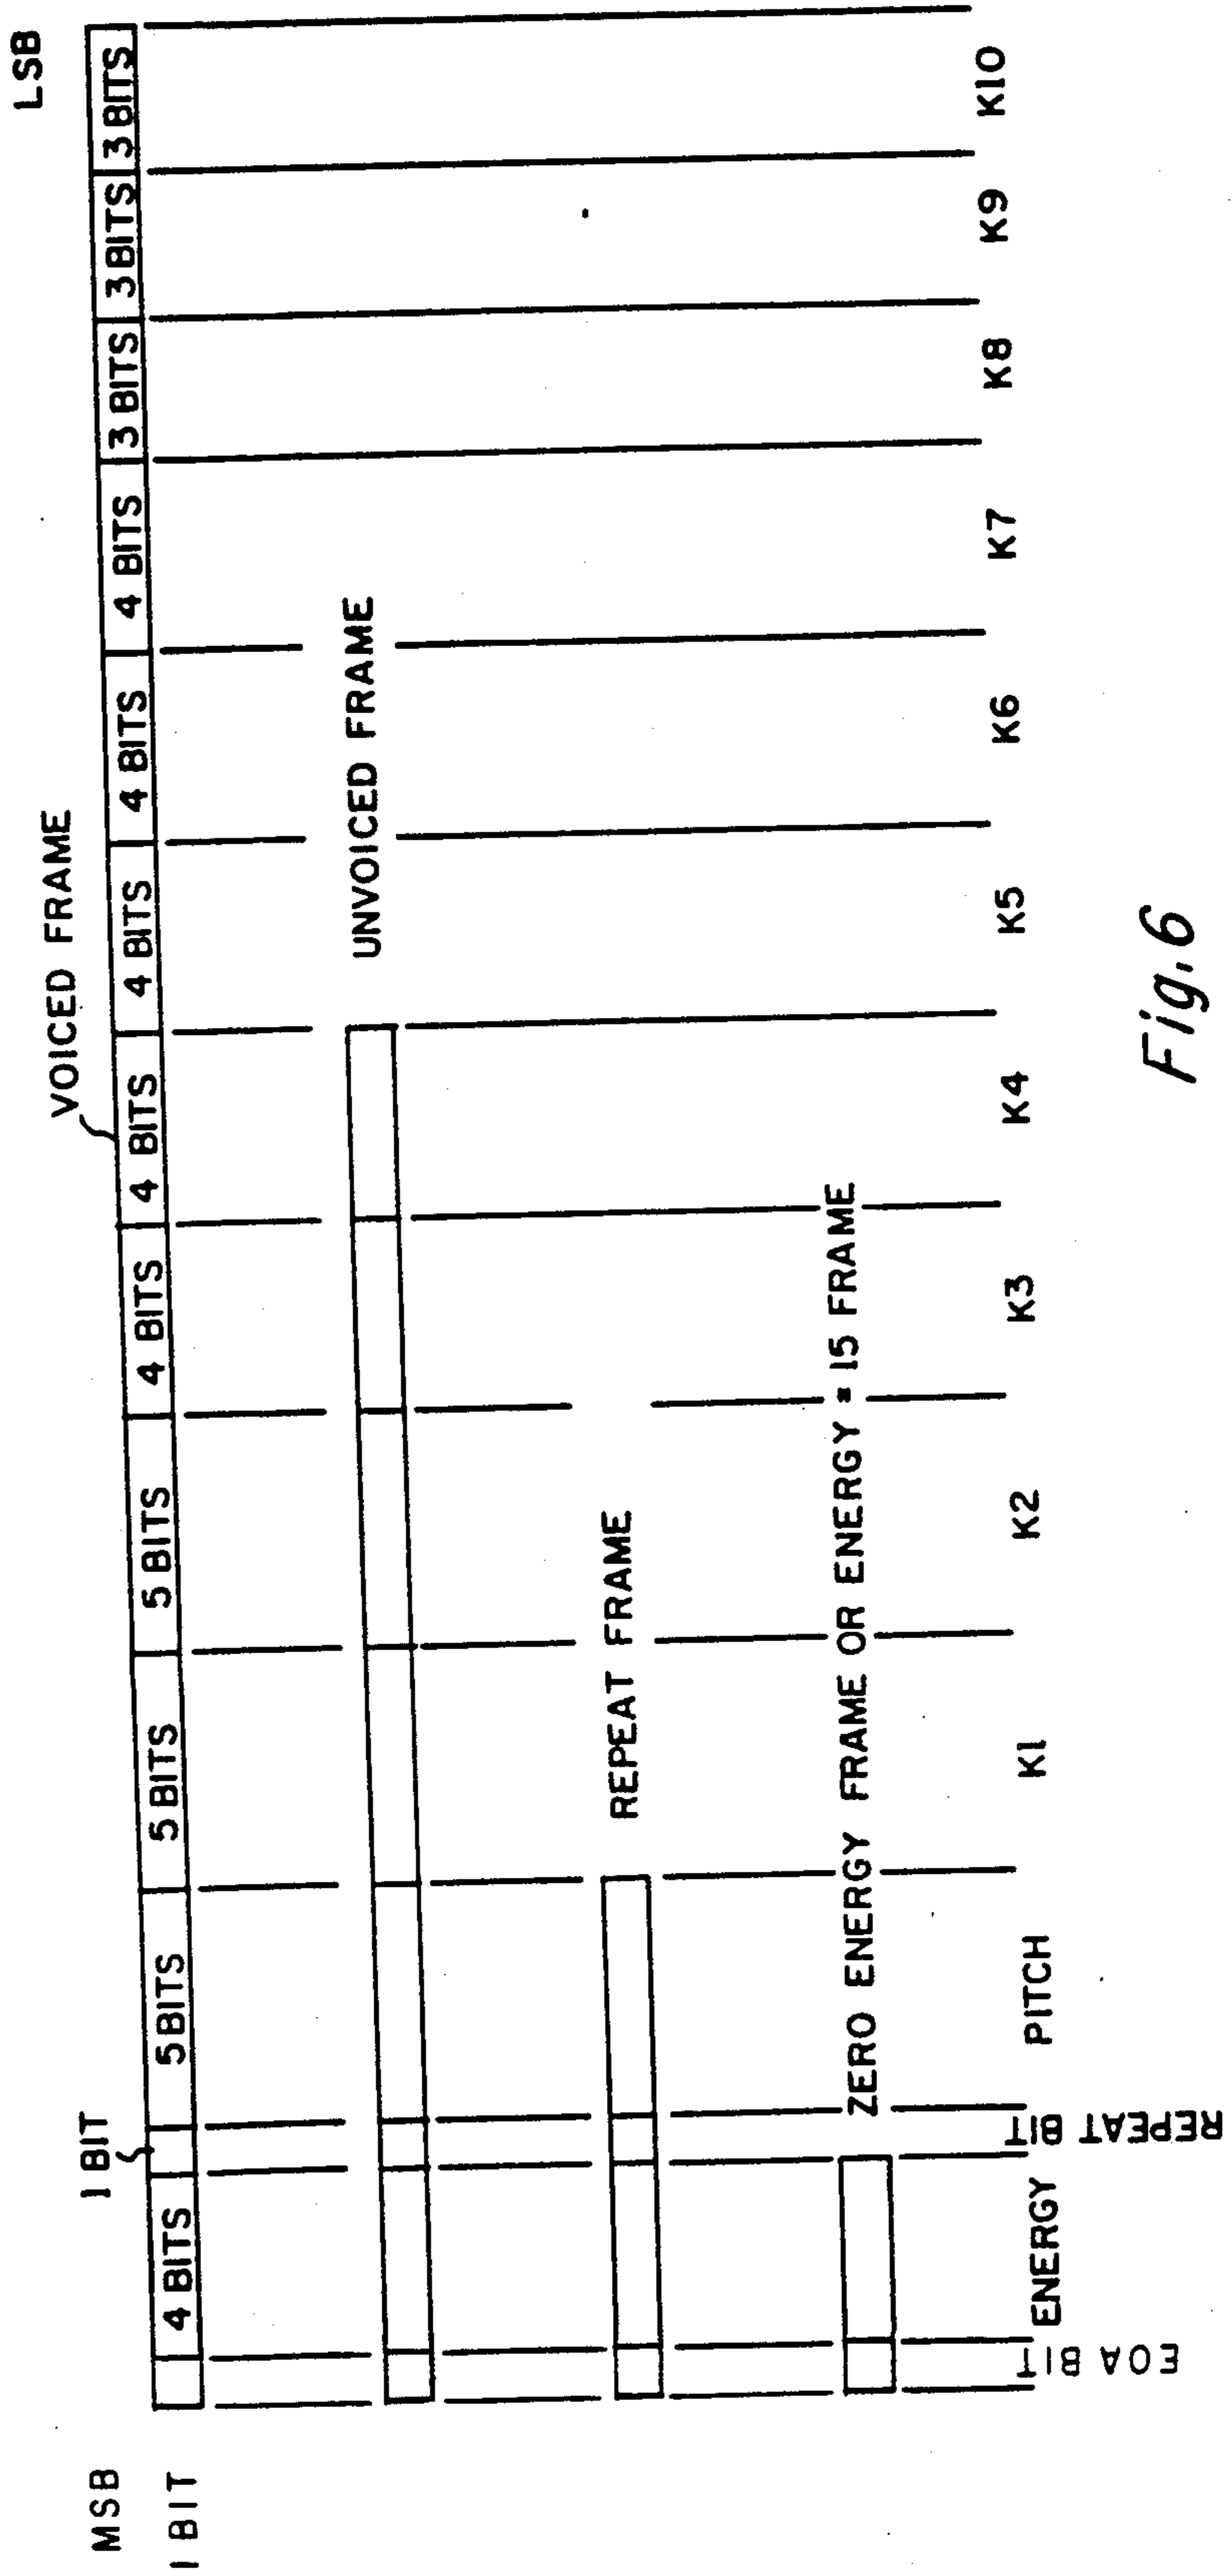 MSB
LSB
VOICED FRAME
1 BIT
1 BIT
4 BITS
5BITS
5 BITS
5 BITS
4 BITS
4 BITS
4 BITS
4 BITS
4 BITS
3 BITS
3 BITS
3 BITS
UNVOICED FRAME
REPEAT FRAME
ZERO ENERGY FRAME OR ENERGY = 15 FRAME
EOA BIT
ENERGY
REPEAT BIT
PITCH
K1
K2
K3
K4
K5
K6
K7
K8
K9
K10
Fig. 6